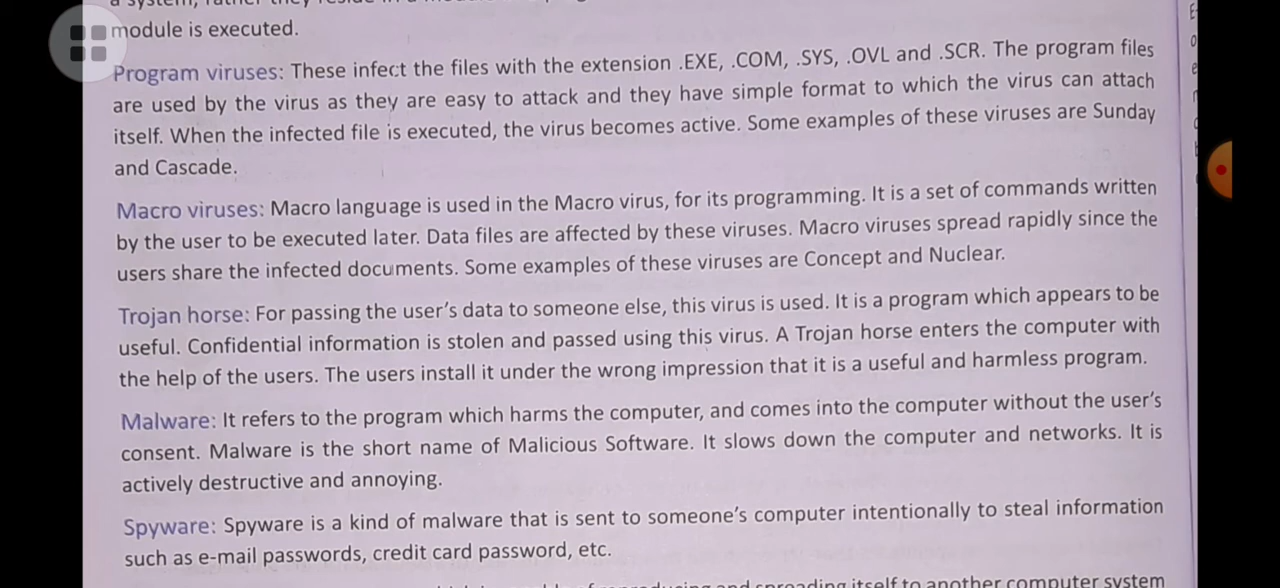 module is executed.
Program viruses: These infect the files with the extension .EXE, .COM, .SYS, .OVL and .SCR. The program files
are used by the virus as they are easy to attack and they have simple format to which the virus can attach
itself. When the infected file is executed, the virus becomes active. Some examples of these viruses are Sunday
and Cascade.
Macro viruses: Macro language is used in the Macro virus, for its programming. It is a set of commands written
by the user to be executed later. Data files are affected by these viruses. Macro viruses spread rapidly since the
users share the infected documents. Some examples of these viruses are Concept and Nuclear.
Trojan horse: For passing the user's data to someone else, this virus is used. It is a program which appears to be
useful. Confidential information is stolen and passed using this virus. A Trojan horse enters the computer with
the help of the users. The users install it under the wrong impression that it is a useful and harmless program.
Malware: It refers to the program which harms the computer, and comes into the computer without the user's
consent. Malware is the short name of Malicious Software. It slows down the computer and networks. It is
actively destructive and annoying.
Spyware: Spyware is a kind of malware that is sent to someone's computer intentionally to steal information
such as e-mail passwords, credit card password, etc.
and spreading itself to another computer system